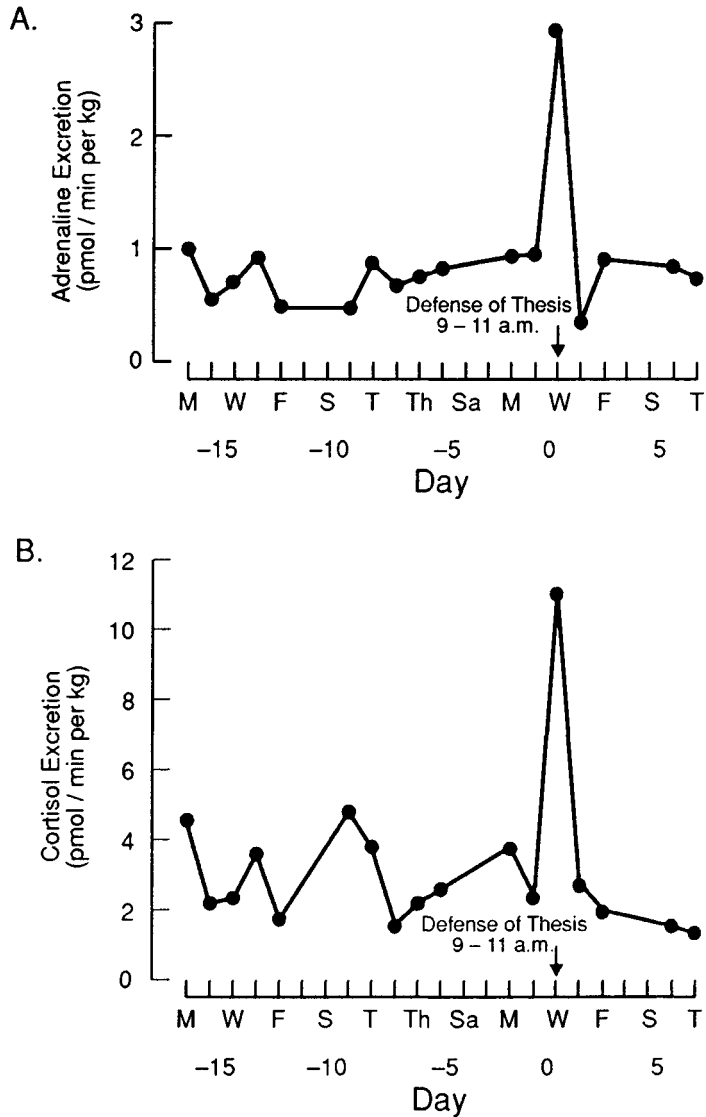 A.
Adrenaline Excretion
(pmol / min per kg)
3
2
1
0
Defense of Thesis
9 – 11 a.m.
M W F S T Th Sa M W F S T
–15 –10 –5 0 5
Day
B.
Cortisol Excretion
(pmol / min per kg)
12
10
8
6
4
2
0
Defense of Thesis
9 – 11 a.m.
M W F S T Th Sa M W F S T
–15 –10 –5 0 5
Day